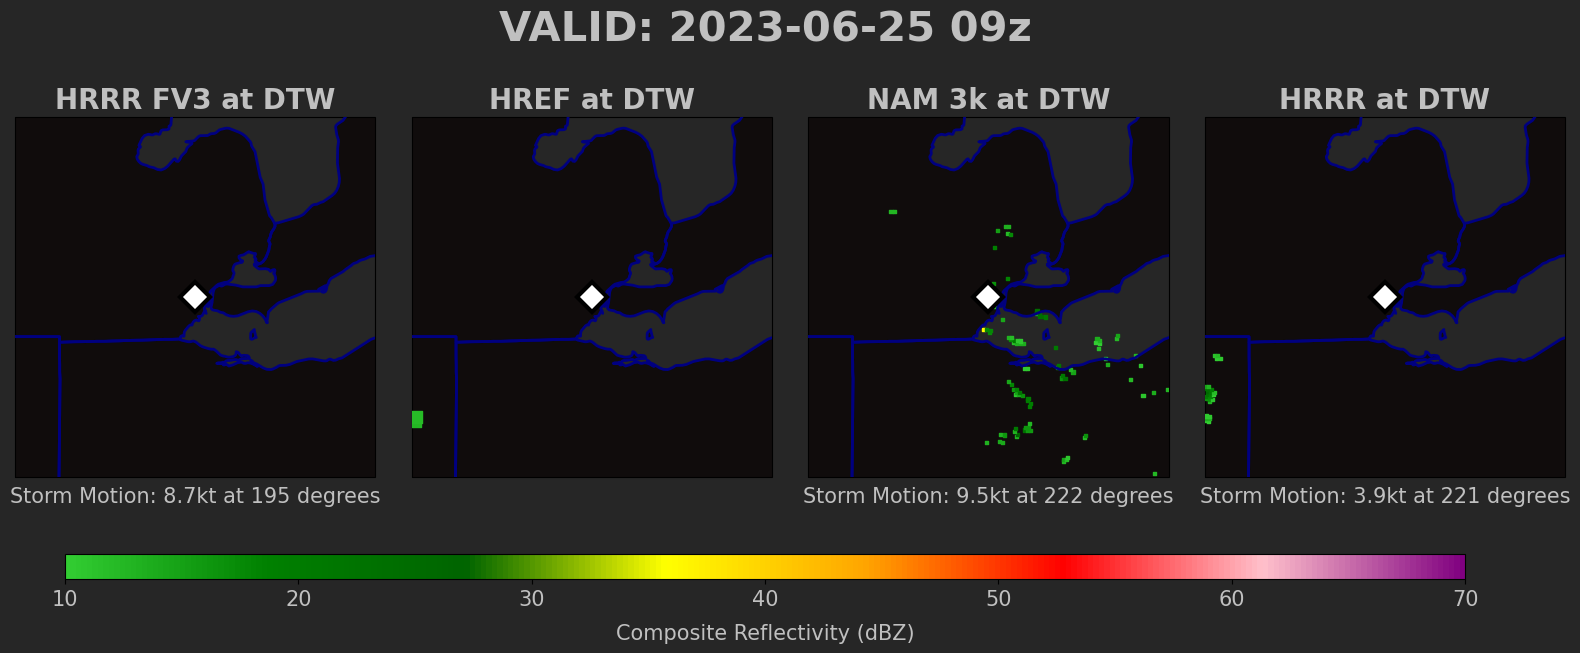 VALID: 2023-06-25 09z
HRRR FV3 at DTW
HREF at DTW
NAM 3k at DTW
HRRR at DTW
Storm Motion: 8.7kt at 195 degrees
Storm Motion: 9.5kt at 222 degrees
Storm Motion: 3.9kt at 221 degrees
10 20 30 40 50 60 70
Composite Reflectivity (dBZ)